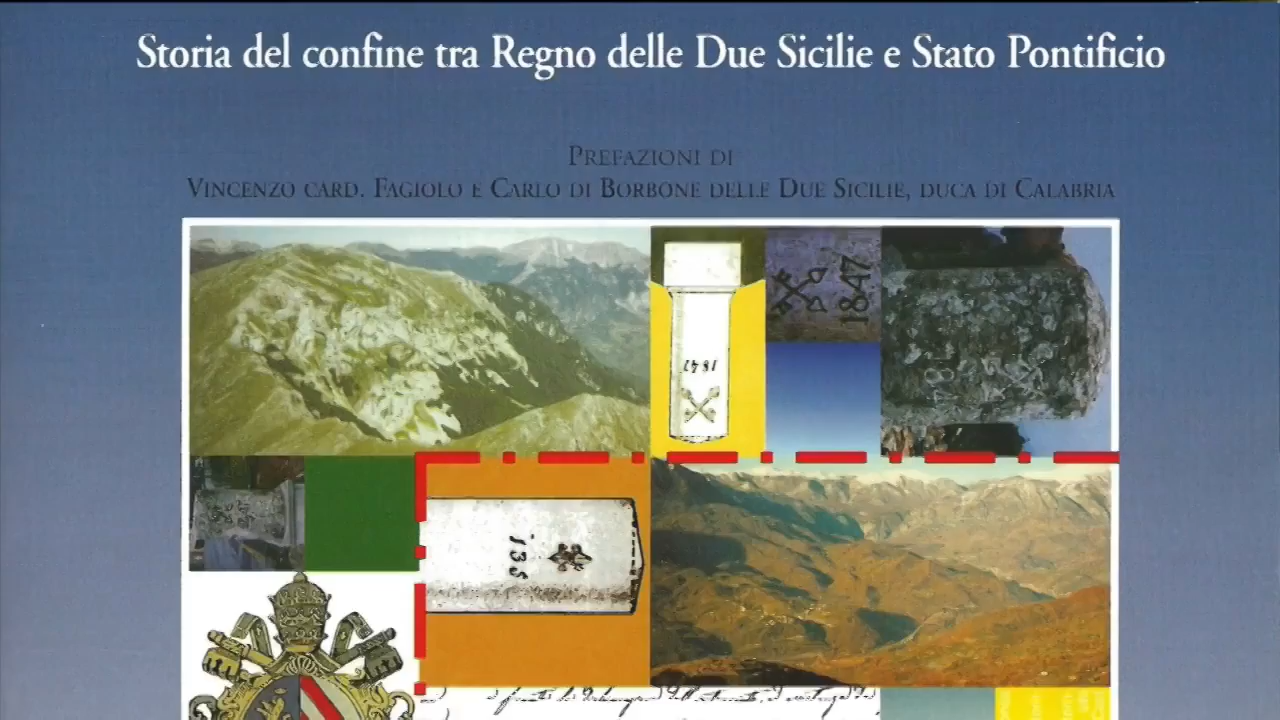 Storia del confine tra Regno delle Due Sicilie e Stato Pontificio
PREFAZIONI DI
VINCENZO CARD. FAGIOLO E CARLO DI BORBONE DELLE DUE SICILIE, DUCA DI CALABRIA
1847
1847
135